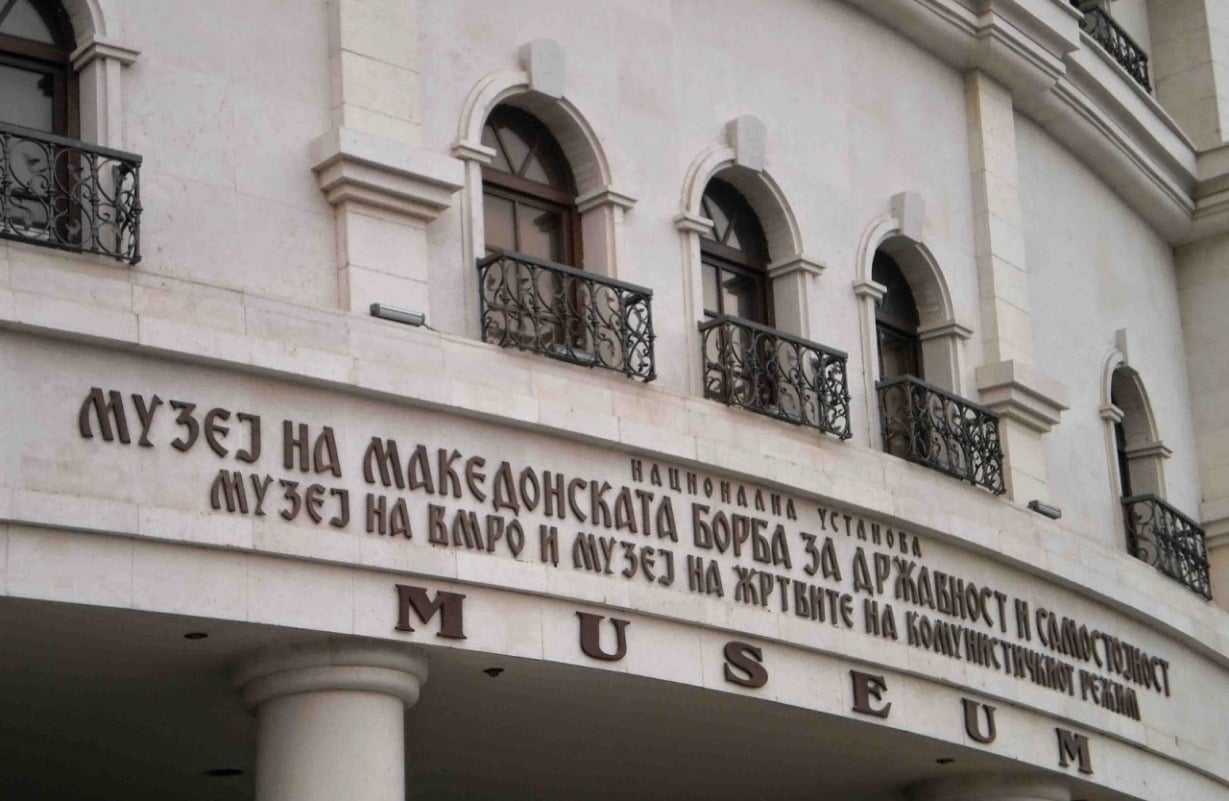 НАЦИОНАЛНА УСТАНОВА
МУЗЕЈ НА МАКЕДОНСКАТА БОРБА ЗА ДРЖАВНОСТ И САМОСТОЈНОСТ
МУЗЕЈ НА ВМРО И МУЗЕЈ НА ЖРТВИТЕ НА КОМУНИСТИЧКИОТ РЕЖИМ
MUSEUM